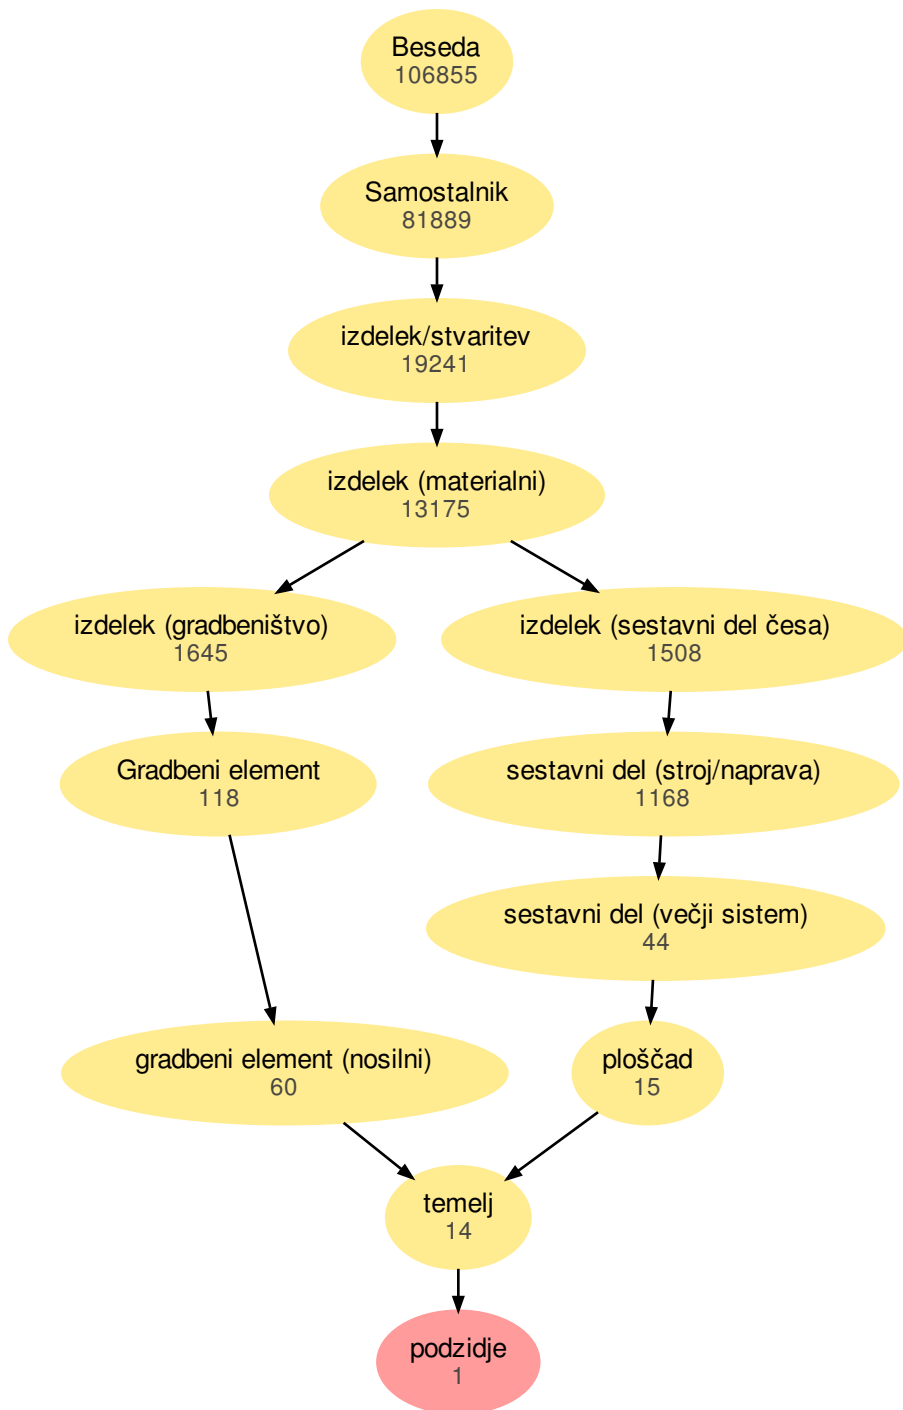 Beseda
106855
Samostalnik
81889
izdelek/stvaritev
19241
izdelek (materialni)
13175
izdelek (gradbeništvo)
1645
izdelek (sestavni del česa)
1508
Gradbeni element
118
sestavni del (stroj/naprava)
1168
sestavni del (večji sistem)
44
gradbeni element (nosilni)
60
ploščad
15
temelj
14
podzidje
1